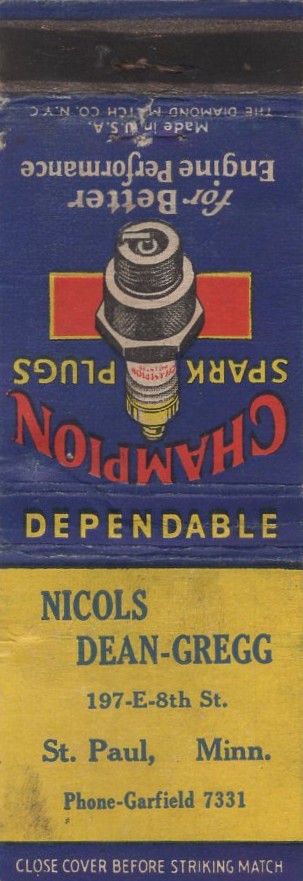 THE DIAMOND MATCH CO. N.Y.C.
Made in U.S.A.
Engine Performance
for Better
CHAMPION
SPARK PLUGS
CHAMPION
DEPENDABLE
NICOLS
DEAN-GREGG
197-E-8th St.
St. Paul, Minn.
Phone-Garfield 7331
CLOSE COVER BEFORE STRIKING MATCH